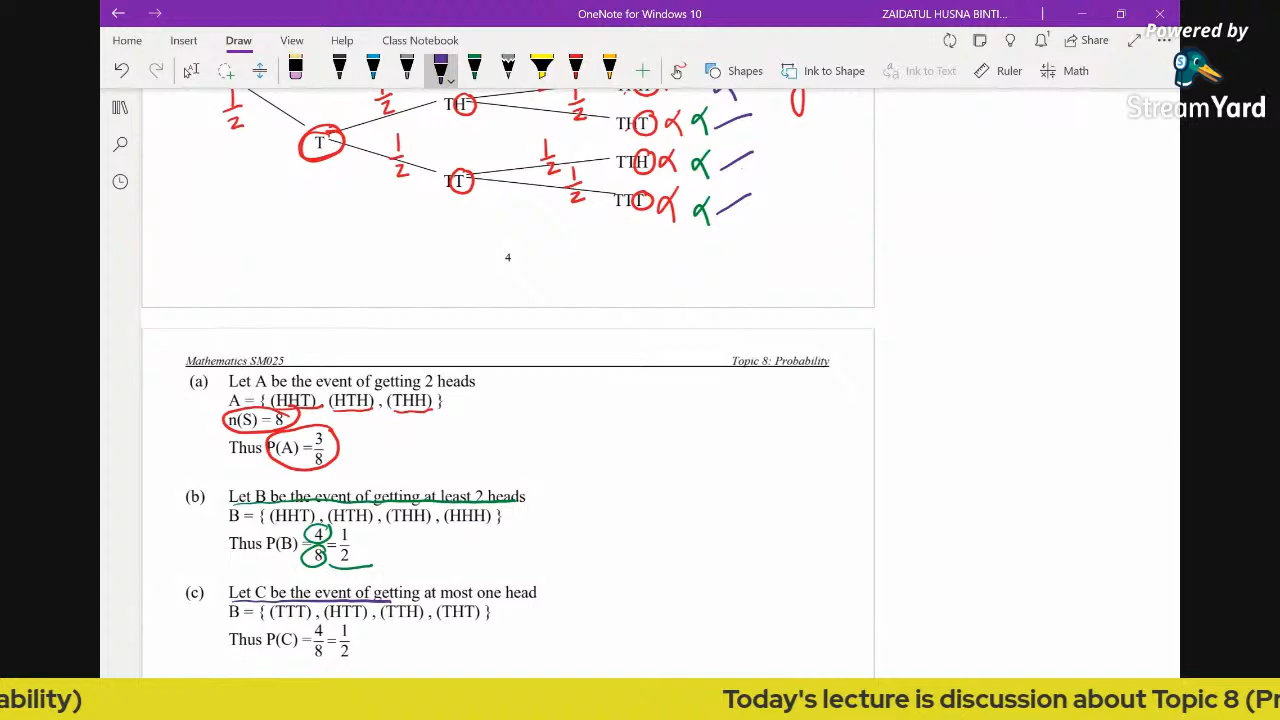 OneNote for Windows 10
ZAIDATUL HUSNA BINTI...
Powered by
StreamYard
Home Insert Draw View Help Class Notebook
Share
Shapes Ink to Shape Ink to Text Ruler Math
1/2 1/2 TH 1/2
T THT
1/2 1/2 TTH
TT 1/2
TTT
4
Mathematics SM025 Topic 8: Probability
(a) Let A be the event of getting 2 heads
A = { (HHT) , (HTH) , (THH) }
n(S) = 8
Thus P(A) = 3/8
(b) Let B be the event of getting at least 2 heads
B = { (HHT) , (HTH) , (THH) , (HHH) }
Thus P(B) = 4/8 = 1/2
(c) Let C be the event of getting at most one head
B = { (TTT) , (HTT) , (TTH) , (THT) }
Thus P(C) = 4/8 = 1/2
ability) Today's lecture is discussion about Topic 8 (Pr